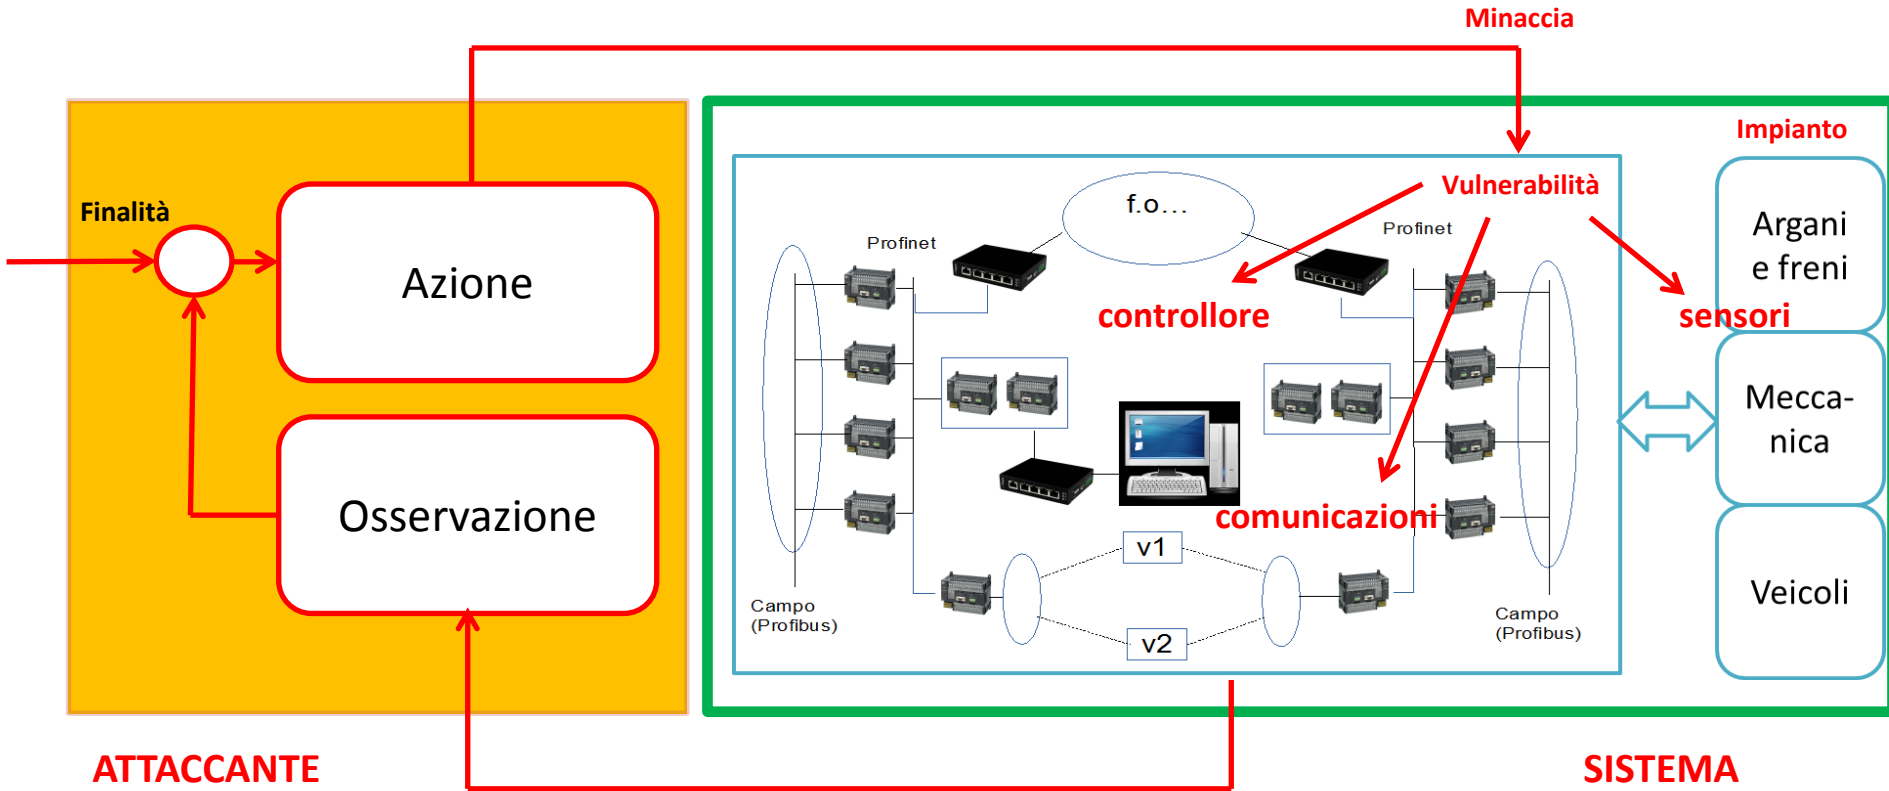 Minaccia
Impianto
Finalità
Vulnerabilità
f.o...
Profinet
Profinet
Argani
e freni
Azione
controllore
sensori
Mecca-
nica
Osservazione
comunicazioni
v1
v2
Veicoli
Campo
(Profibus)
Campo
(Profibus)
ATTACCANTE
SISTEMA